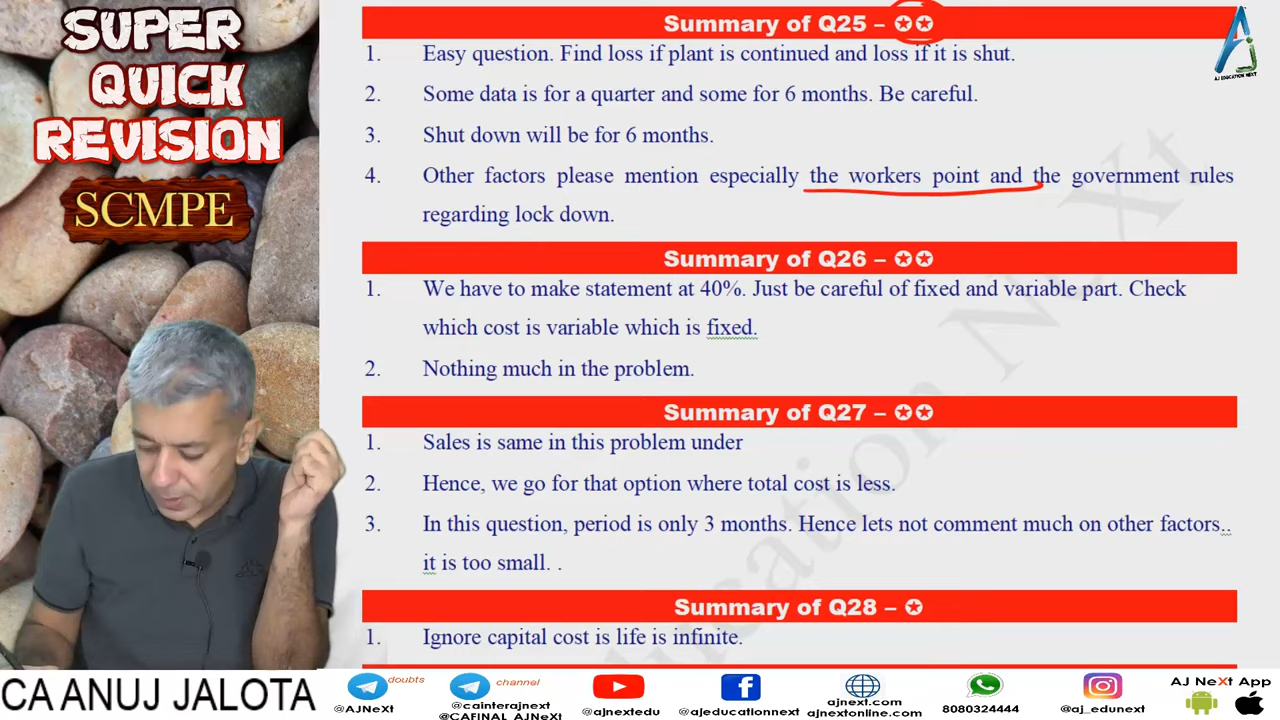 SUPER
QUICK
REVISION
SCMPE
Summary of Q25 – ✪✪
1. Easy question. Find loss if plant is continued and loss if it is shut.
2. Some data is for a quarter and some for 6 months. Be careful.
3. Shut down will be for 6 months.
4. Other factors please mention especially the workers point and the government rules
regarding lock down.
Summary of Q26 – ✪✪
1. We have to make statement at 40%. Just be careful of fixed and variable part. Check
which cost is variable which is fixed.
2. Nothing much in the problem.
Summary of Q27 – ✪✪
1. Sales is same in this problem under
2. Hence, we go for that option where total cost is less.
3. In this question, period is only 3 months. Hence lets not comment much on other factors..
it is too small. .
Summary of Q28 – ✪
1. Ignore capital cost is life is infinite.
AJ EDUCATION NEXT
ucation NeXt
CA ANUJ JALOTA
doubts
@AJNeXt
channel
@cainterajnext
@CAFINAL_AJNeXt
@ajnextedu
@ajeducationnext
ajnext.com
ajnextonline.com
8080324444
@aj_edunext
AJ NeXt App